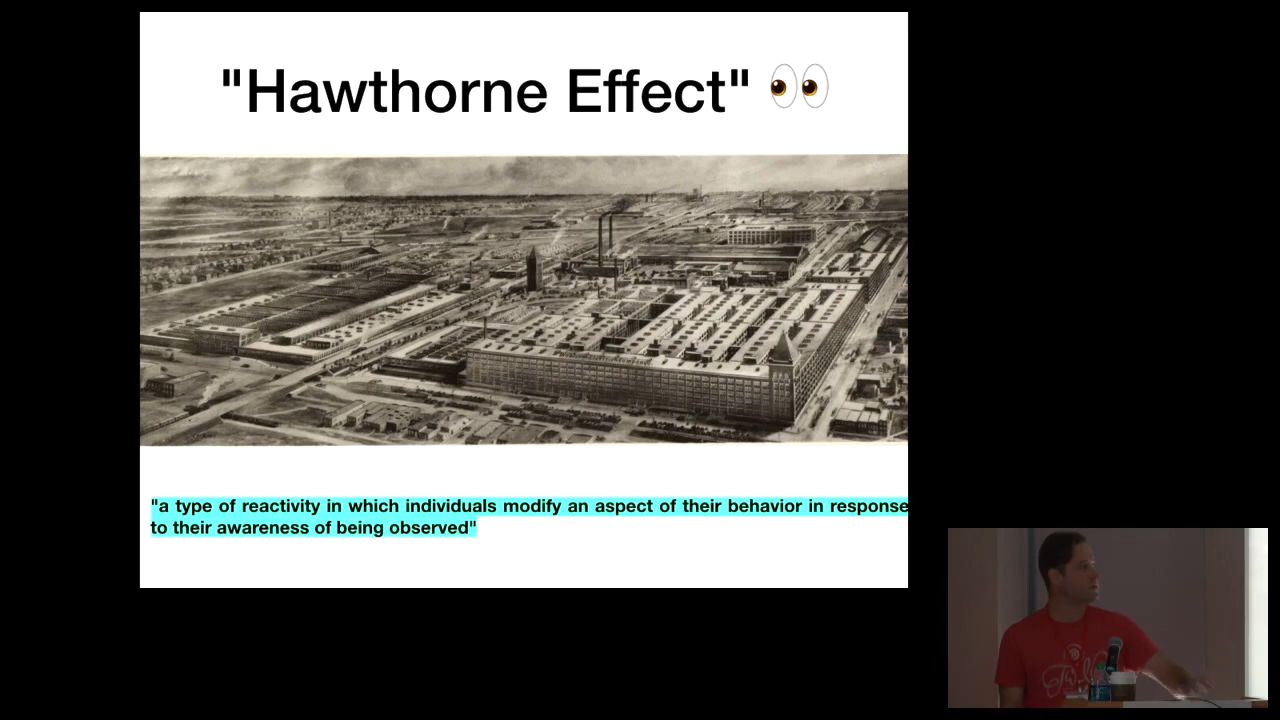 "Hawthorne Effect" 👀
"a type of reactivity in which individuals modify an aspect of their behavior in response
to their awareness of being observed"